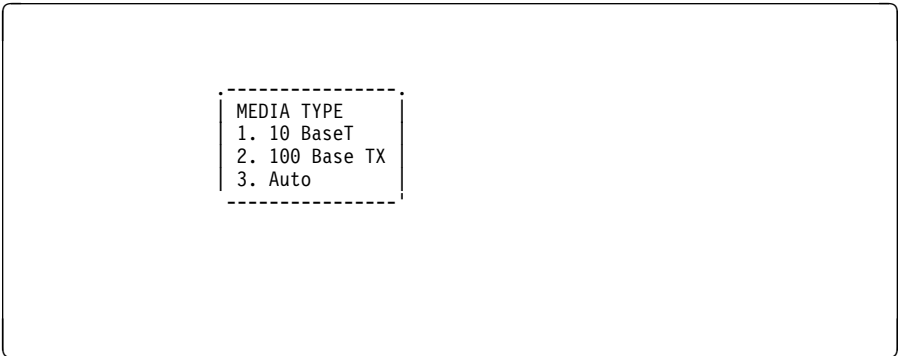 MEDIA TYPE
1. 10 BaseT
2. 100 Base TX
3. Auto